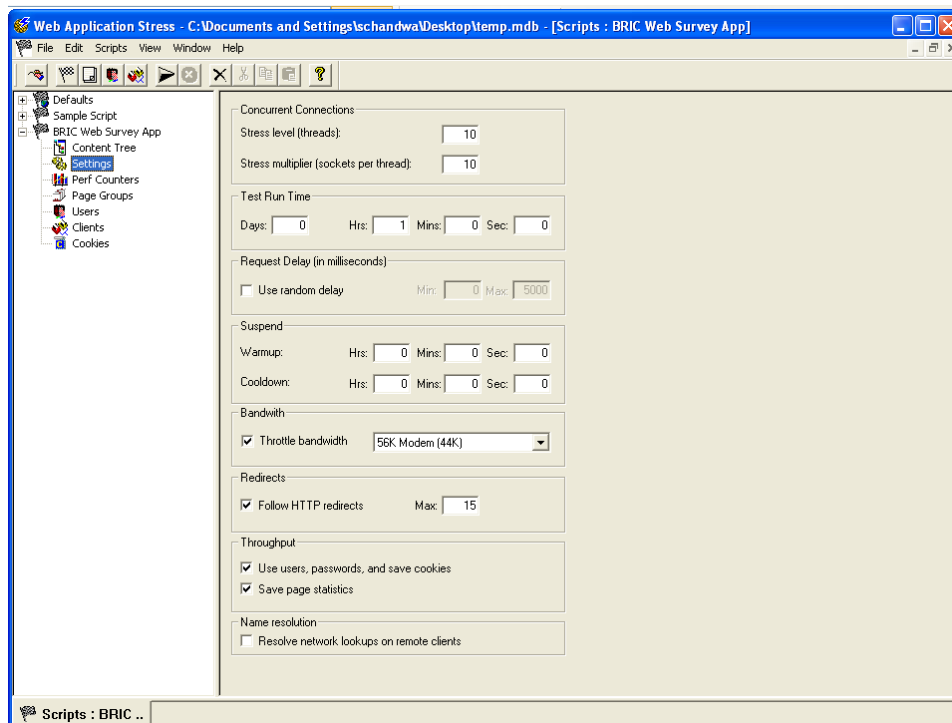 Web Application Stress - C:\Documents and Settings\schandwa\Desktop\temp.mdb - [Scripts : BRIC Web Survey App]
File Edit Scripts View Window Help
Defaults
Sample Script
BRIC Web Survey App
Content Tree
Settings
Perf Counters
Page Groups
Users
Clients
Cookies
Concurrent Connections
Stress level (threads): 10
Stress multiplier (sockets per thread): 10
Test Run Time
Days: 0 Hrs: 1 Mins: 0 Sec: 0
Request Delay (in milliseconds)
Use random delay Min: 0 Max: 5000
Suspend
Warmup: Hrs: 0 Mins: 0 Sec: 0
Cooldown: Hrs: 0 Mins: 0 Sec: 0
Bandwith
Throttle bandwidth 56K Modem (44K)
Redirects
Follow HTTP redirects Max: 15
Throughput
Use users, passwords, and save cookies
Save page statistics
Name resolution
Resolve network lookups on remote clients
Scripts : BRIC ..